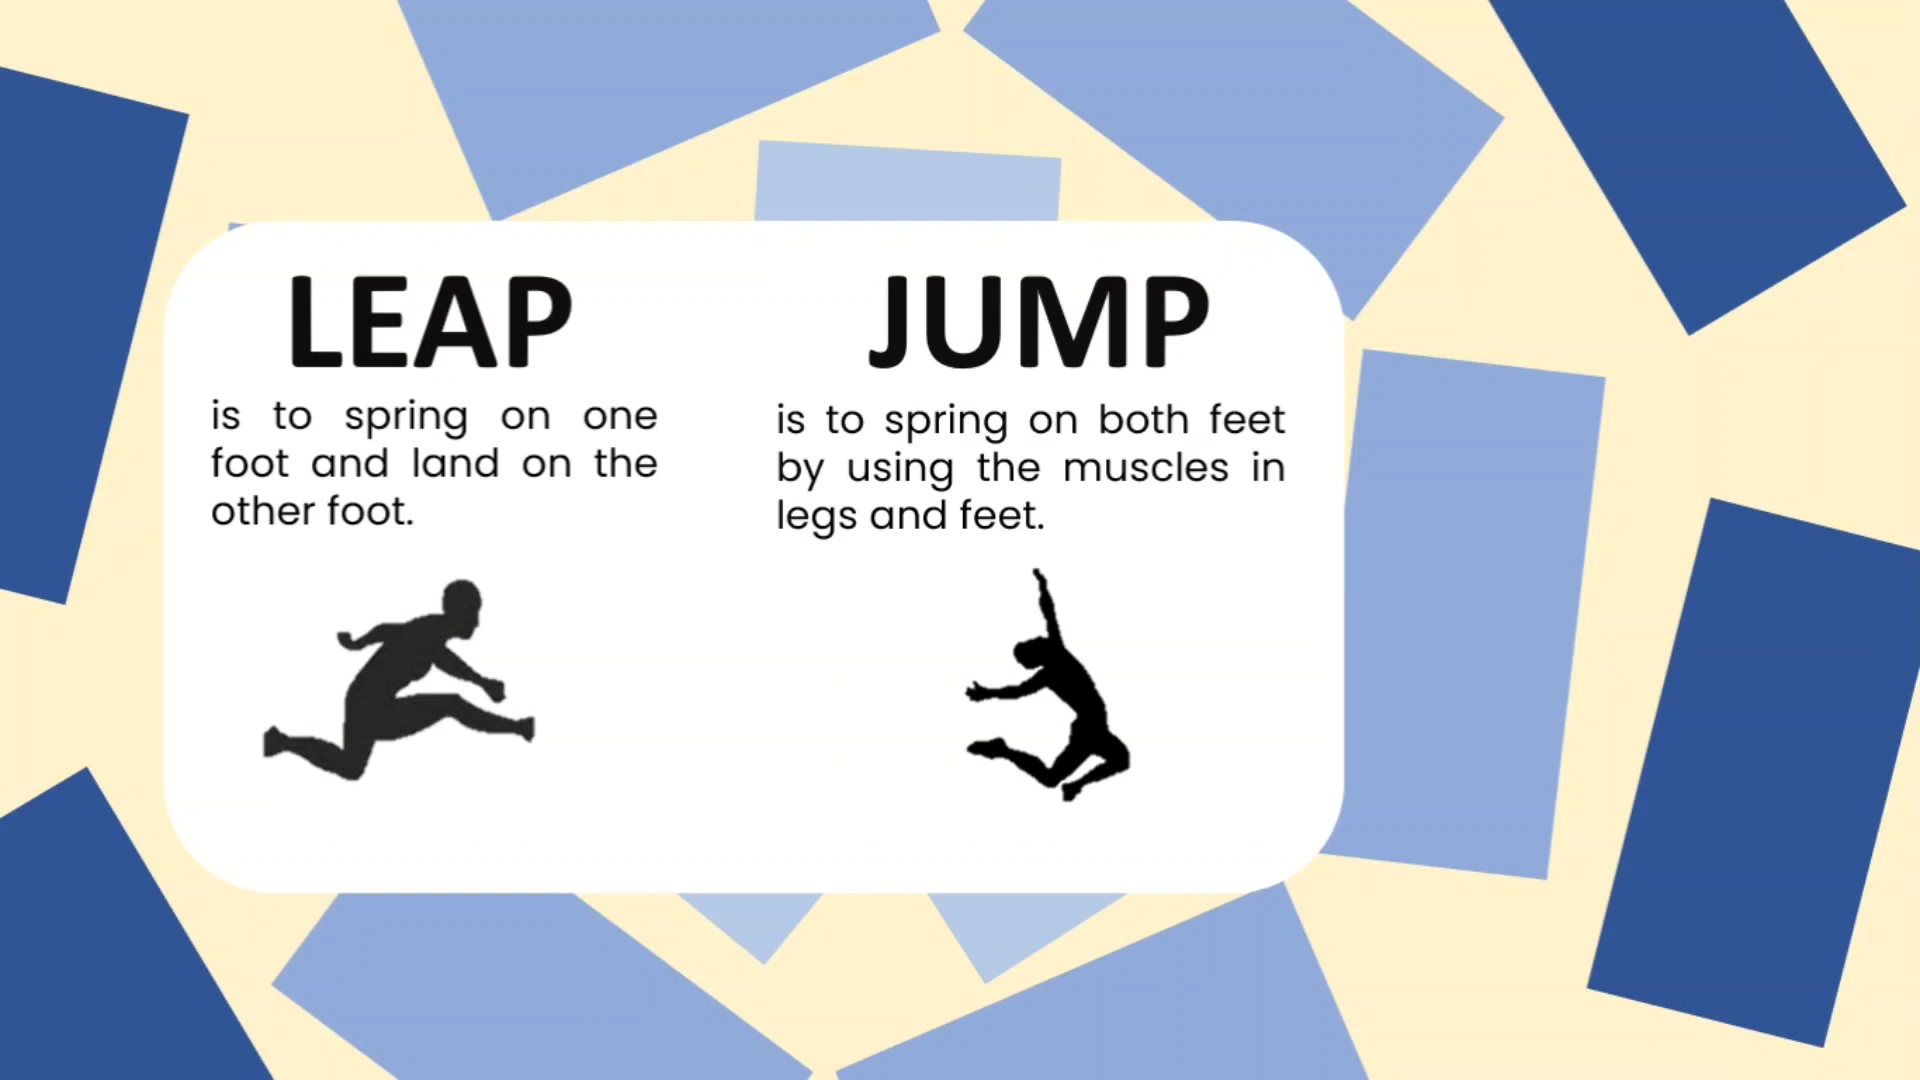 LEAP
is to spring on one
foot and land on the
other foot.
JUMP
is to spring on both feet
by using the muscles in
legs and feet.